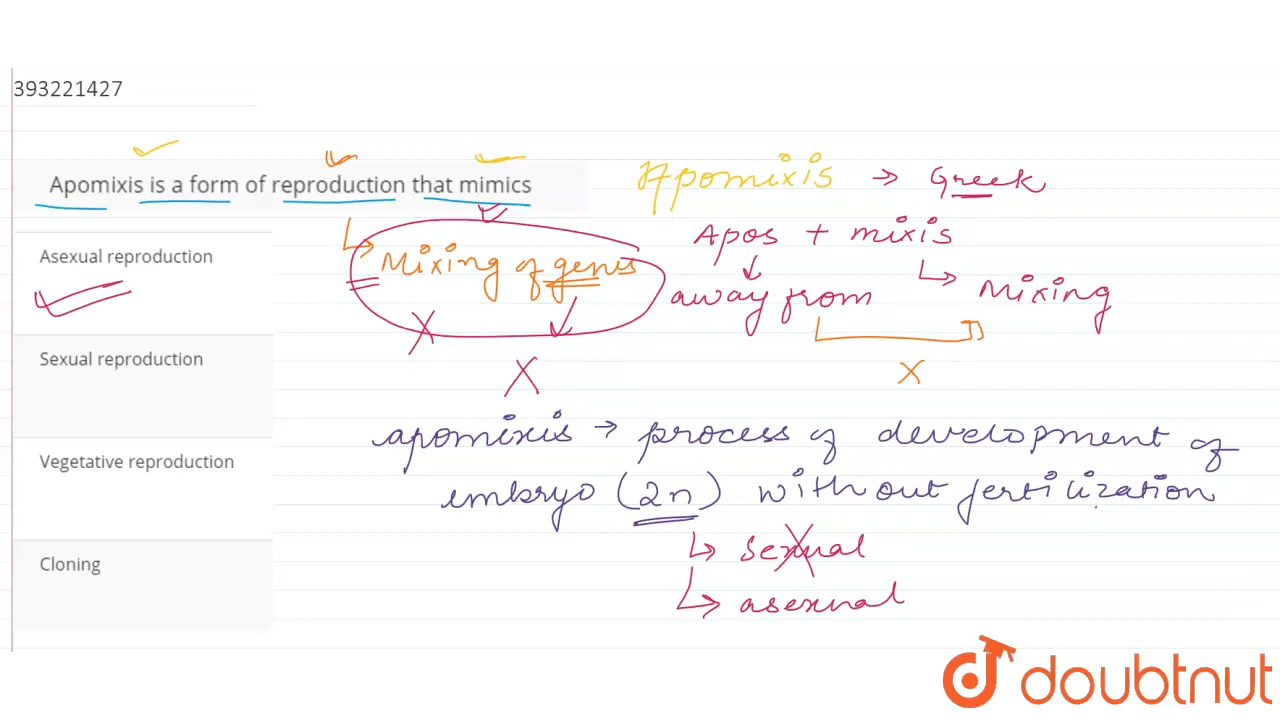 393221427
Apomixis is a form of reproduction that mimics
Asexual reproduction
Sexual reproduction
Vegetative reproduction
Cloning
Mixing of genes
Apomixis → Greek
Apos + mixis
away from
Mixing
apomixis → process of development of
embryo (2n) without fertilization
sexual
asexual
doubtnut